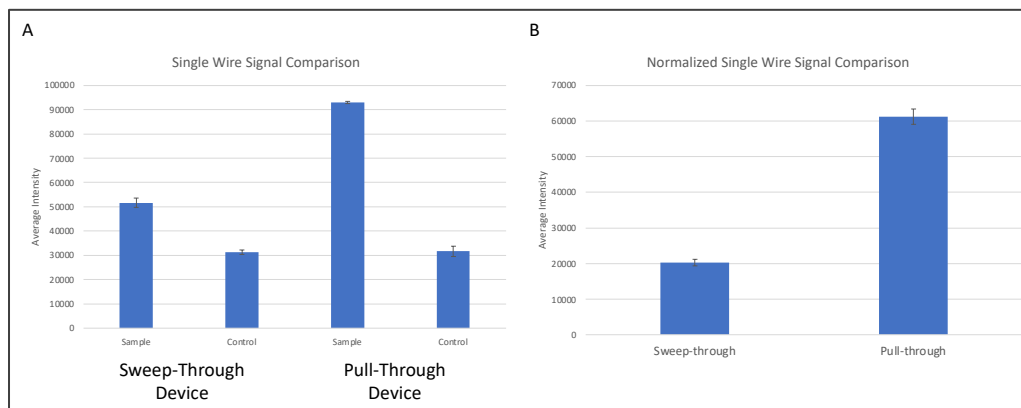 A
Single Wire Signal Comparison
Average Intensity
100000
90000
80000
70000
60000
50000
40000
30000
20000
10000
0
Sample
Control
Sample
Control
Sweep-Through
Device
Pull-Through
Device
B
Normalized Single Wire Signal Comparison
Average Intensity
70000
60000
50000
40000
30000
20000
10000
0
Sweep-through
Pull-through